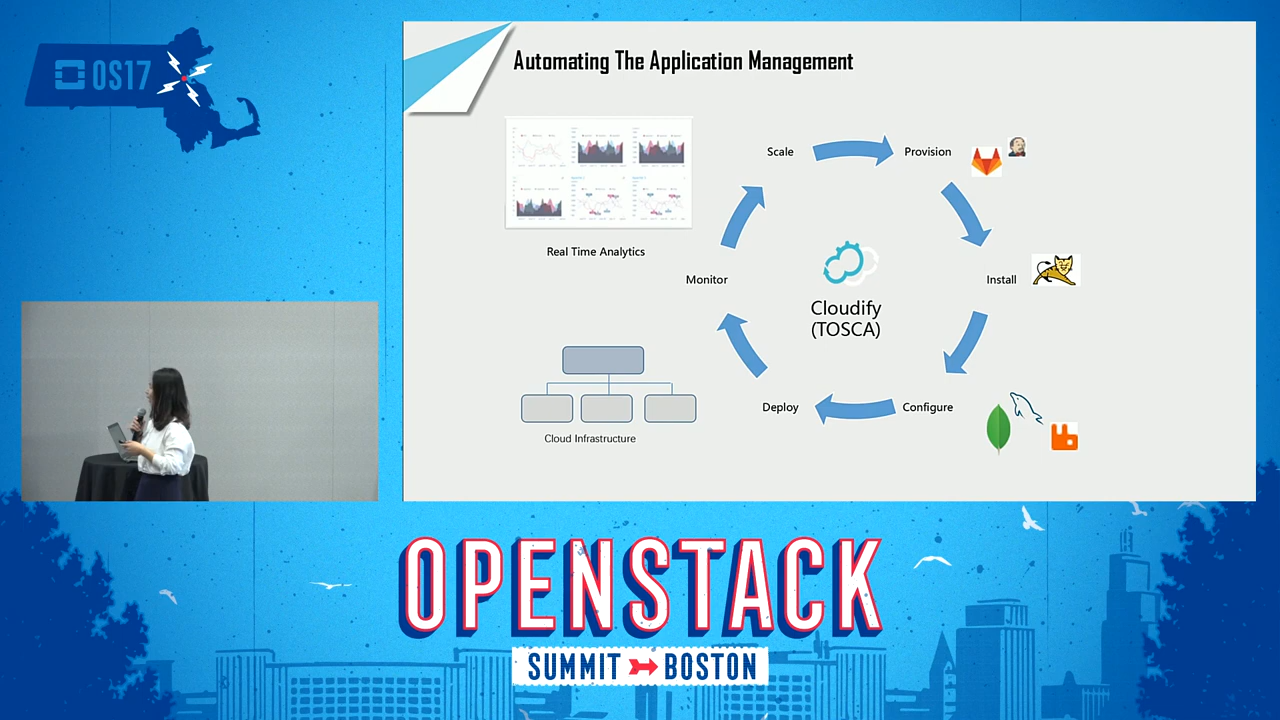 OS17
Automating The Application Management
Scale
Provision
Real Time Analytics
Monitor
Install
Cloudify
(TOSCA)
Deploy
Configure
Cloud Infrastructure
OPENSTACK
SUMMIT BOSTON